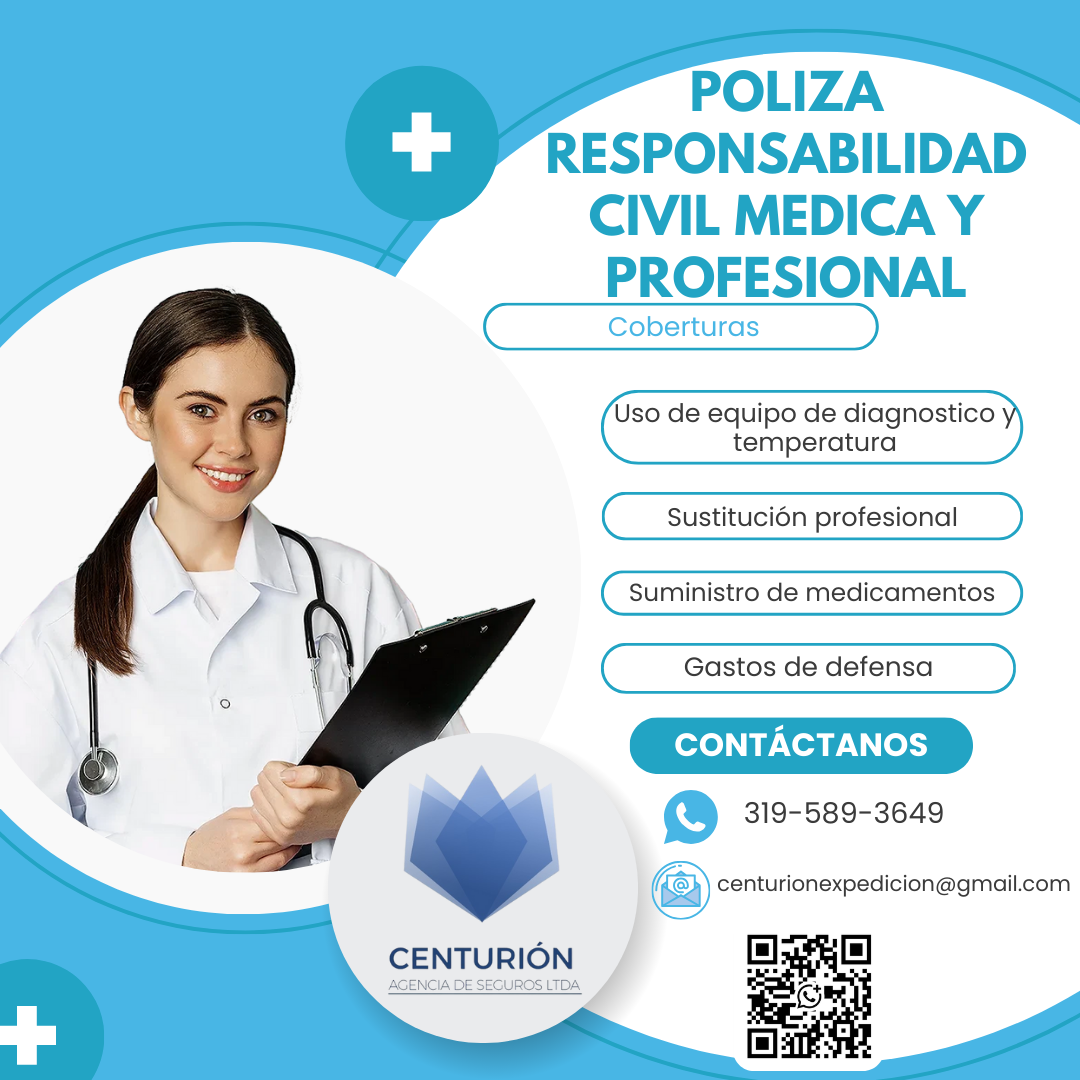 POLIZA
RESPONSABILIDAD
CIVIL MEDICA Y
PROFESIONAL
Coberturas
Uso de equipo de diagnostico y
temperatura
Sustitución profesional
Suministro de medicamentos
Gastos de defensa
CONTÁCTANOS
319-589-3649
centurionexpedicion@gmail.com
CENTURIÓN
AGENCIA DE SEGUROS LTDA